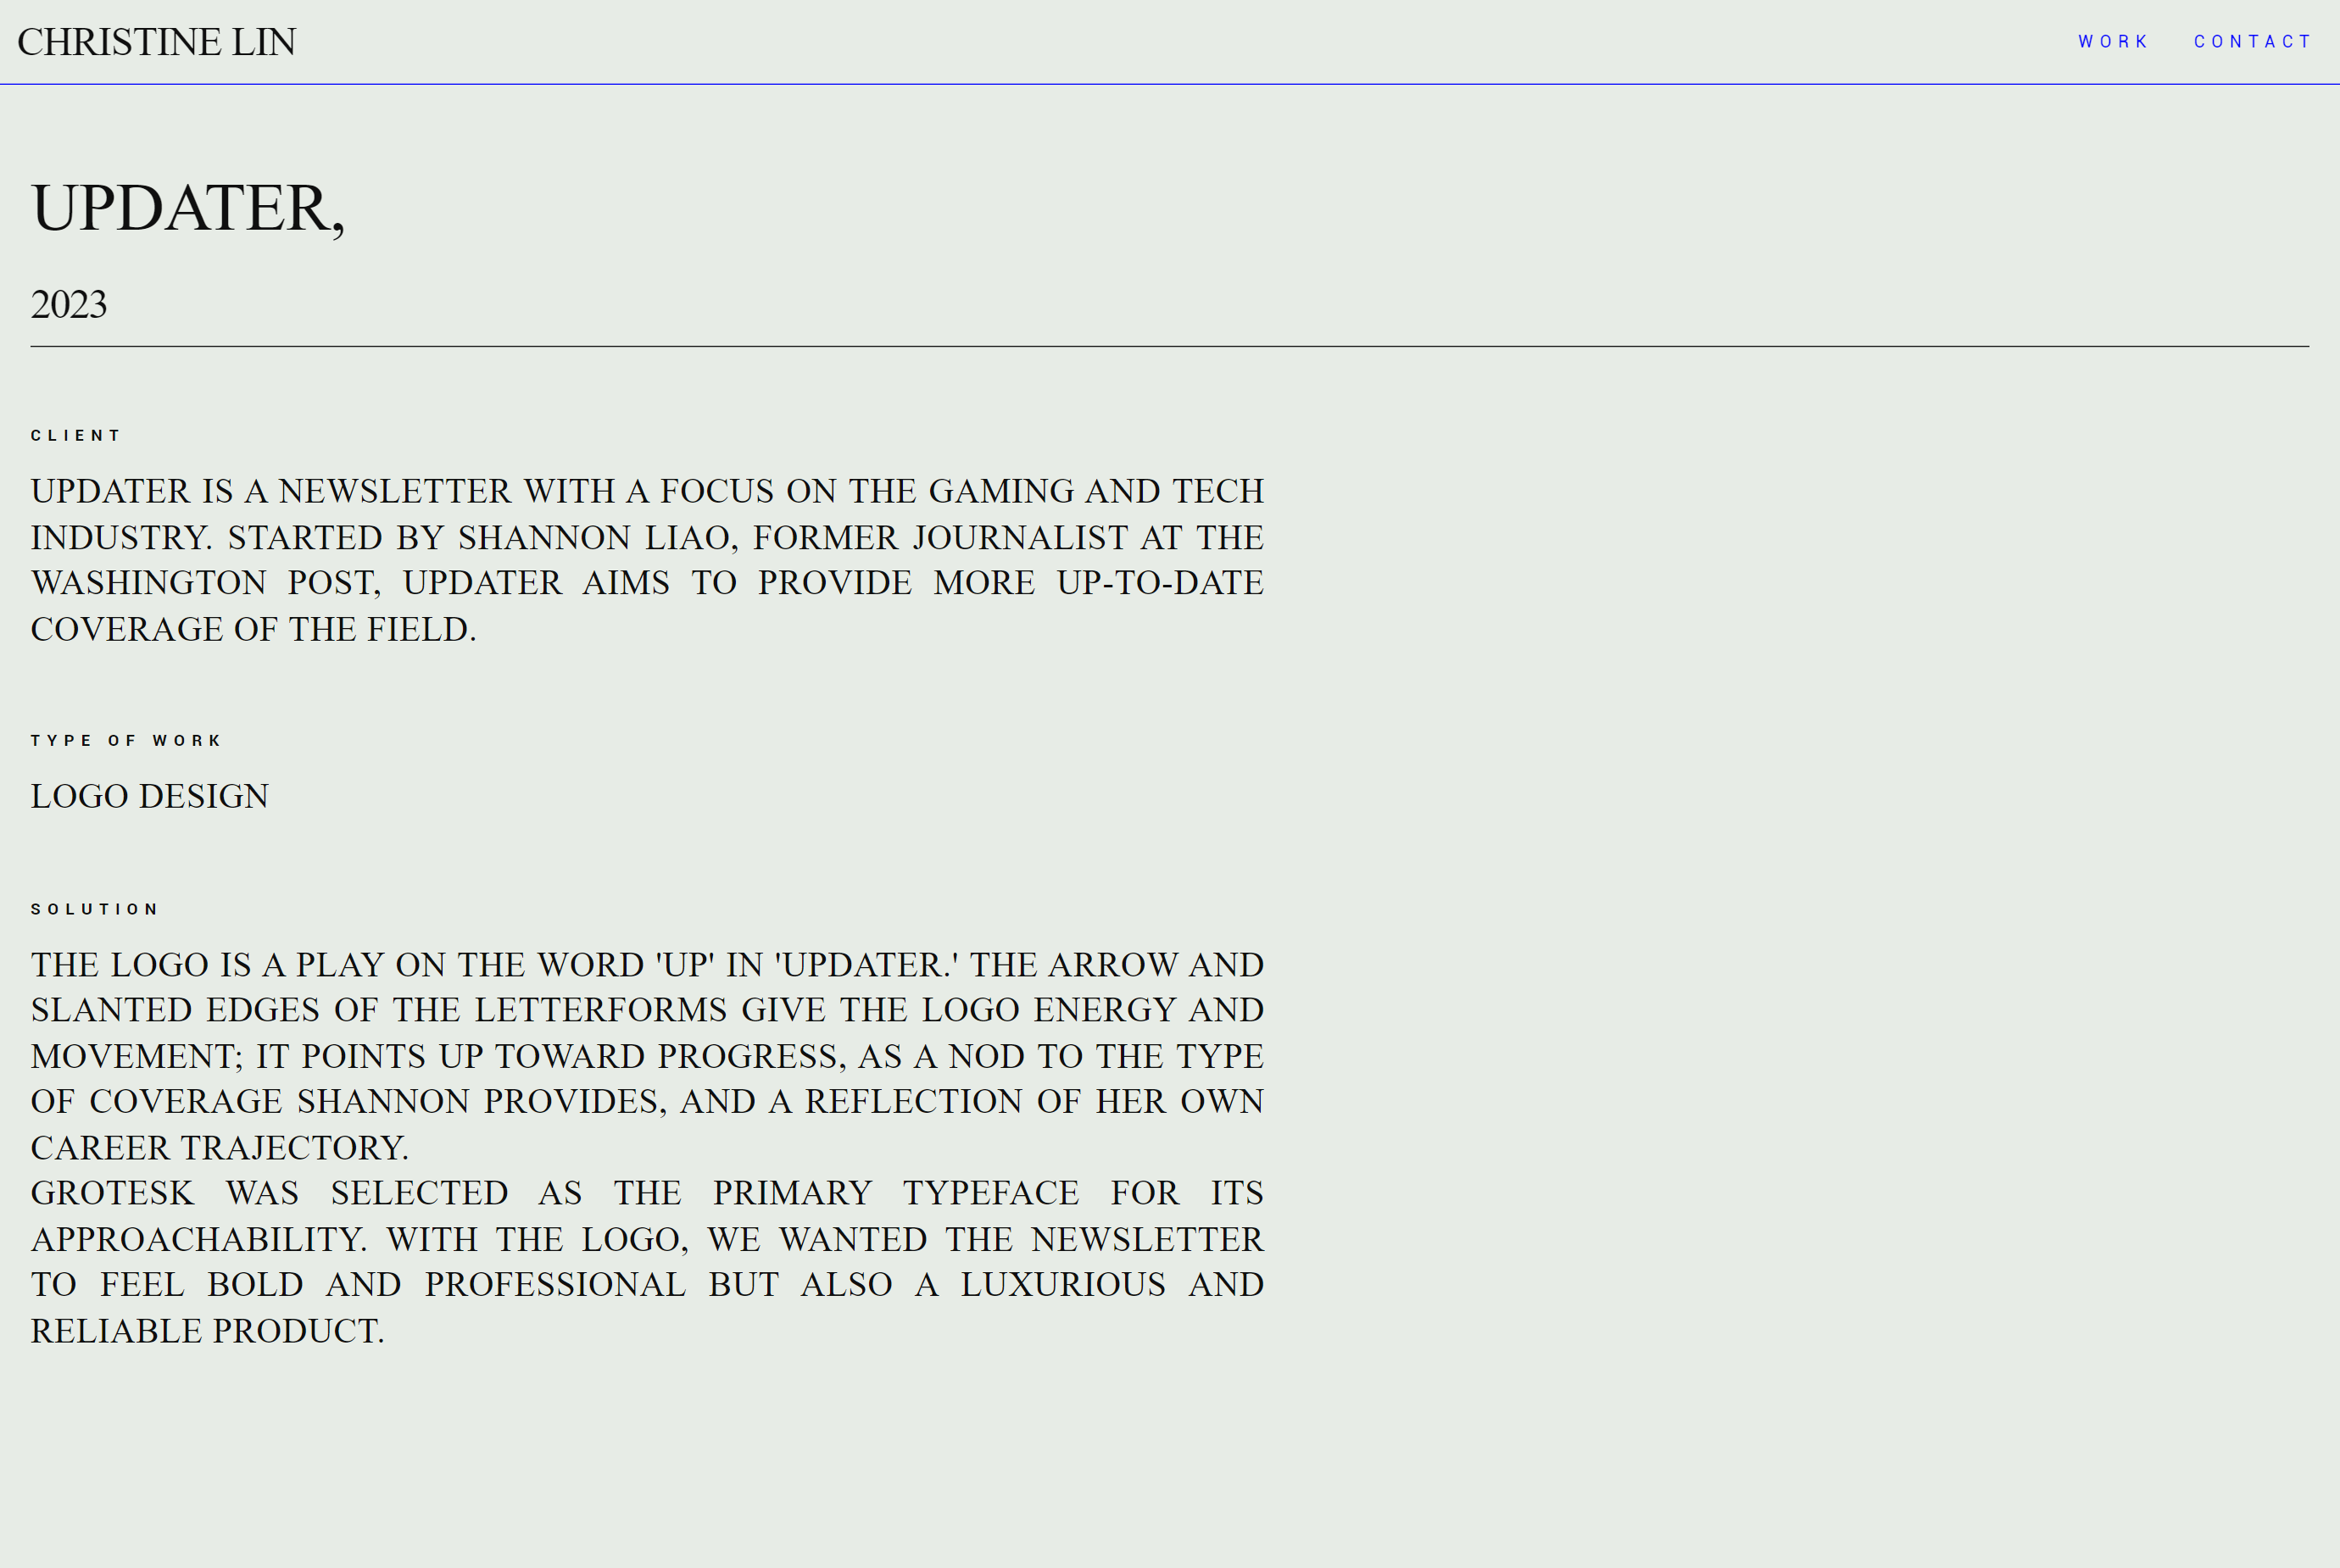 CHRISTINE LIN
WORK CONTACT
UPDATER,
2023
CLIENT
UPDATER IS A NEWSLETTER WITH A FOCUS ON THE GAMING AND TECH
INDUSTRY. STARTED BY SHANNON LIAO, FORMER JOURNALIST AT THE
WASHINGTON POST, UPDATER AIMS TO PROVIDE MORE UP-TO-DATE
COVERAGE OF THE FIELD.
TYPE OF WORK
LOGO DESIGN
SOLUTION
THE LOGO IS A PLAY ON THE WORD 'UP' IN 'UPDATER.' THE ARROW AND
SLANTED EDGES OF THE LETTERFORMS GIVE THE LOGO ENERGY AND
MOVEMENT; IT POINTS UP TOWARD PROGRESS, AS A NOD TO THE TYPE
OF COVERAGE SHANNON PROVIDES, AND A REFLECTION OF HER OWN
CAREER TRAJECTORY.
GROTESK WAS SELECTED AS THE PRIMARY TYPEFACE FOR ITS
APPROACHABILITY. WITH THE LOGO, WE WANTED THE NEWSLETTER
TO FEEL BOLD AND PROFESSIONAL BUT ALSO A LUXURIOUS AND
RELIABLE PRODUCT.